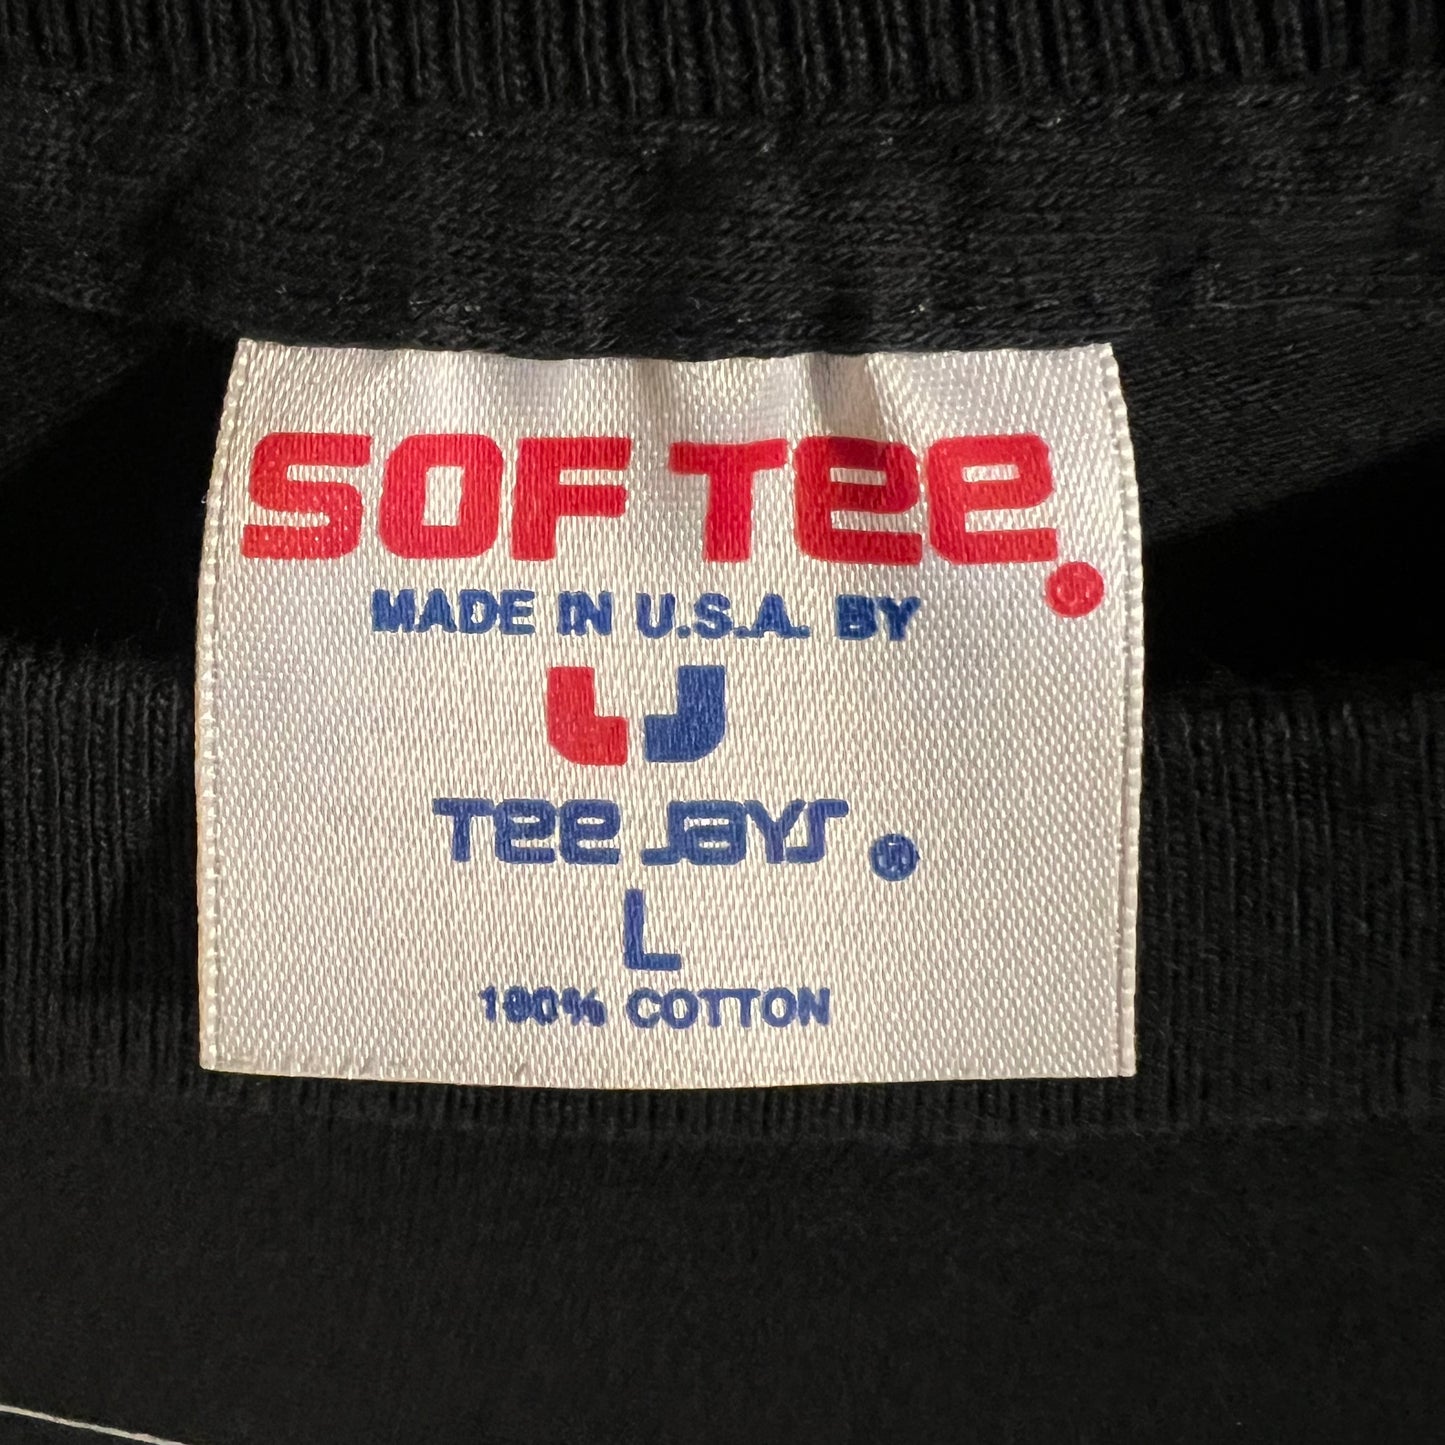 SOF TEE®
MADE IN U.S.A. BY
TEE JAYS®
L
100% COTTON